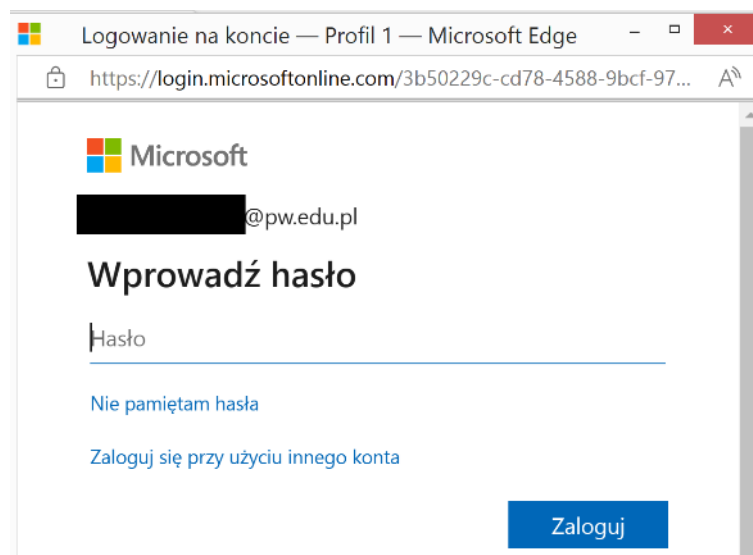 Logowanie na koncie — Profil 1 — Microsoft Edge
https://login.microsoftonline.com/3b50229c-cd78-4588-9bcf-97...
Microsoft
@pw.edu.pl
Wprowadź hasło
Hasło
Nie pamiętam hasła
Zaloguj się przy użyciu innego konta
Zaloguj